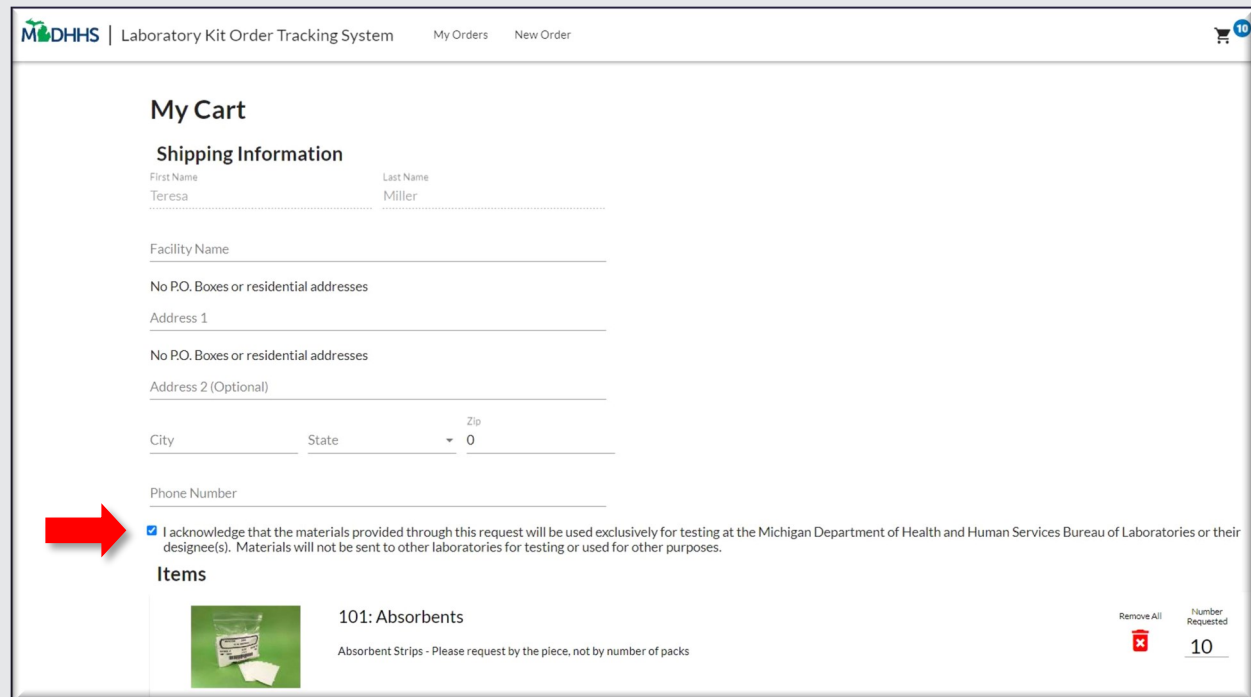 MDHHS | Laboratory Kit Order Tracking System My Orders New Order 10
My Cart
Shipping Information
First Name Last Name
Teresa Miller
Facility Name
No P.O. Boxes or residential addresses
Address 1
No P.O. Boxes or residential addresses
Address 2 (Optional)
Zip
City State 0
Phone Number
I acknowledge that the materials provided through this request will be used exclusively for testing at the Michigan Department of Health and Human Services Bureau of Laboratories or their
designee(s). Materials will not be sent to other laboratories for testing or used for other purposes.
Items
101: Absorbents
Remove All Number
Requested
Absorbent Strips - Please request by the piece, not by number of packs
10